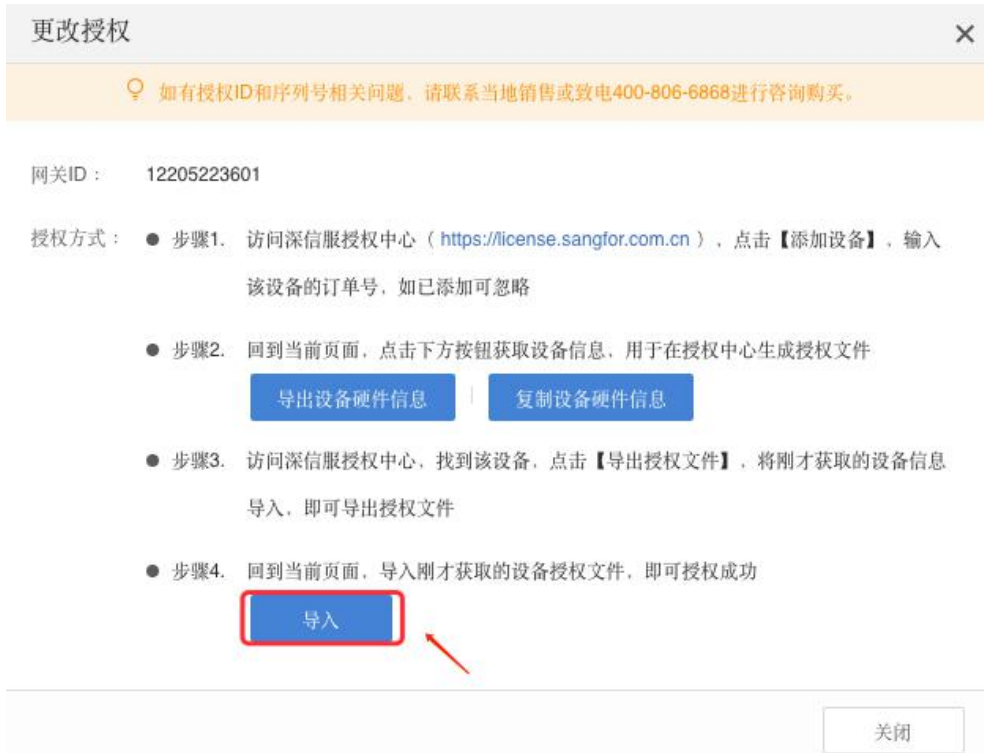 更改授权
如有授权ID和序列号相关问题，请联系当地销售或致电400-806-6868进行咨询购买。
网关ID： 12205223601
授权方式： ● 步骤1. 访问深信服授权中心（https://license.sangfor.com.cn），点击【添加设备】，输入
该设备的订单号，如已添加可忽略
● 步骤2. 回到当前页面，点击下方按钮获取设备信息，用于在授权中心生成授权文件
导出设备硬件信息 | 复制设备硬件信息
● 步骤3. 访问深信服授权中心，找到该设备，点击【导出授权文件】，将刚才获取的设备信息
导入，即可导出授权文件
● 步骤4. 回到当前页面，导入刚才获取的设备授权文件，即可授权成功
导入
关闭